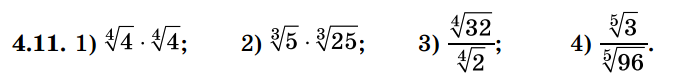 4.11. 1) ∜4 · ∜4; 2) ∛5 · ∛25; 3) ∜32 / ∜2; 4) ⁵√3 / ⁵√96.